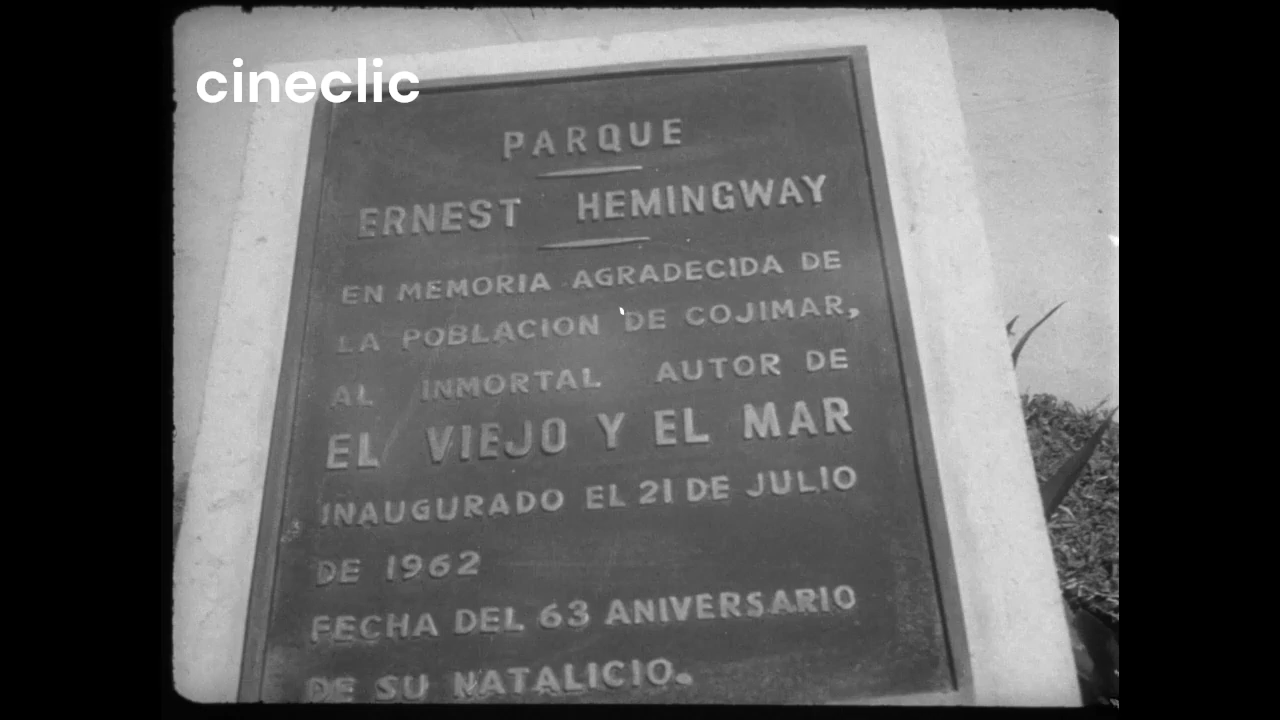 cineclic
PARQUE
ERNEST HEMINGWAY
EN MEMORIA AGRADECIDA DE
LA POBLACION DE COJIMAR,
AL INMORTAL AUTOR DE
EL VIEJO Y EL MAR
INAUGURADO EL 21 DE JULIO
DE 1962
FECHA DEL 63 ANIVERSARIO
DE SU NATALICIO.